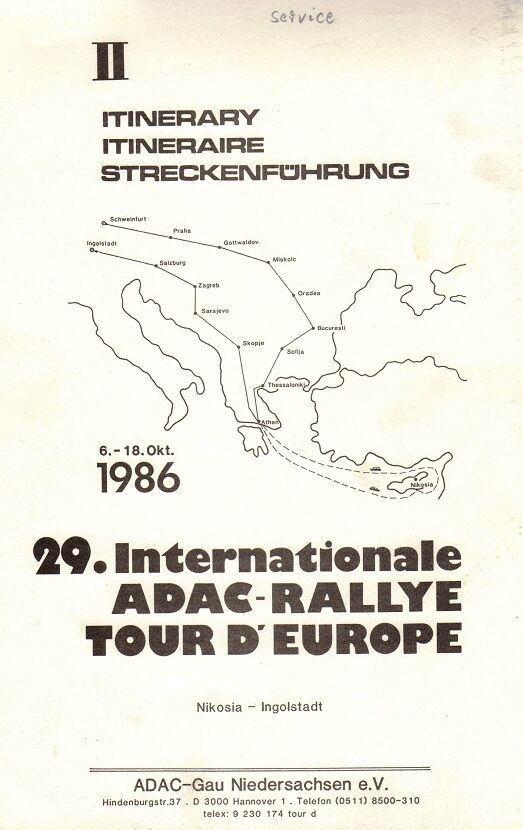 service
II
ITINERARY
ITINERAIRE
STRECKENFÜHRUNG
Schweinfurt
Praha
Gottwaldov
Ingolstadt
Salzburg
Miskolc
Zagreb
Oradea
Sarajevo
Bucuresti
Skopje
Sofija
Thessaloniki
Athen
6.-18.Okt.
1986
Nikosia
29. Internationale
ADAC-RALLYE
TOUR D'EUROPE
Nikosia - Ingolstadt
ADAC-Gau Niedersachsen e.V.
Hindenburgstr.37 . D 3000 Hannover 1 . Telefon (0511) 8500-310
telex: 9 230 174 tour d